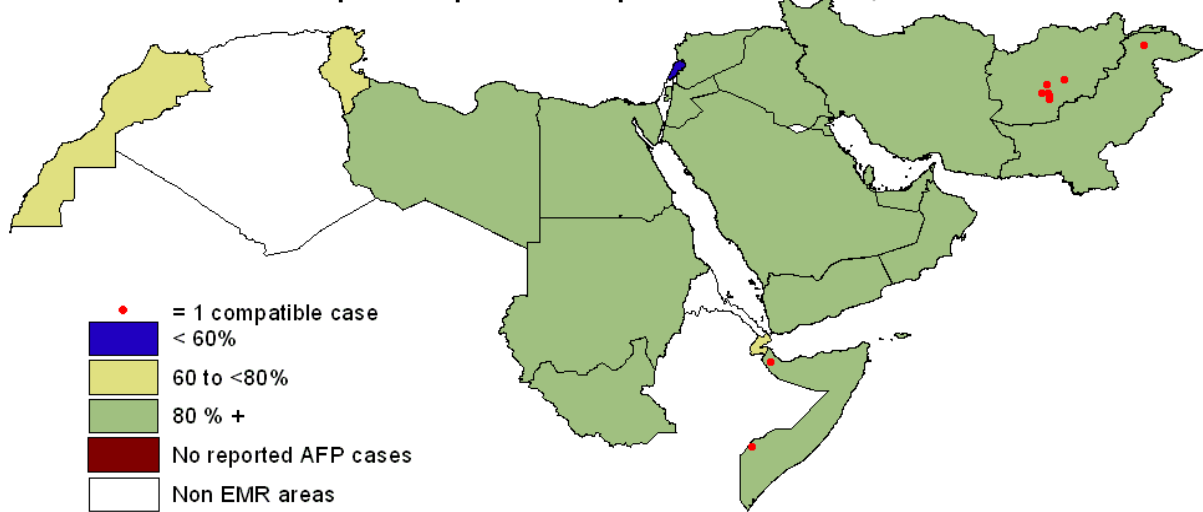 = 1 compatible case
< 60%
60 to <80%
80 % +
No reported AFP cases
Non EMR areas